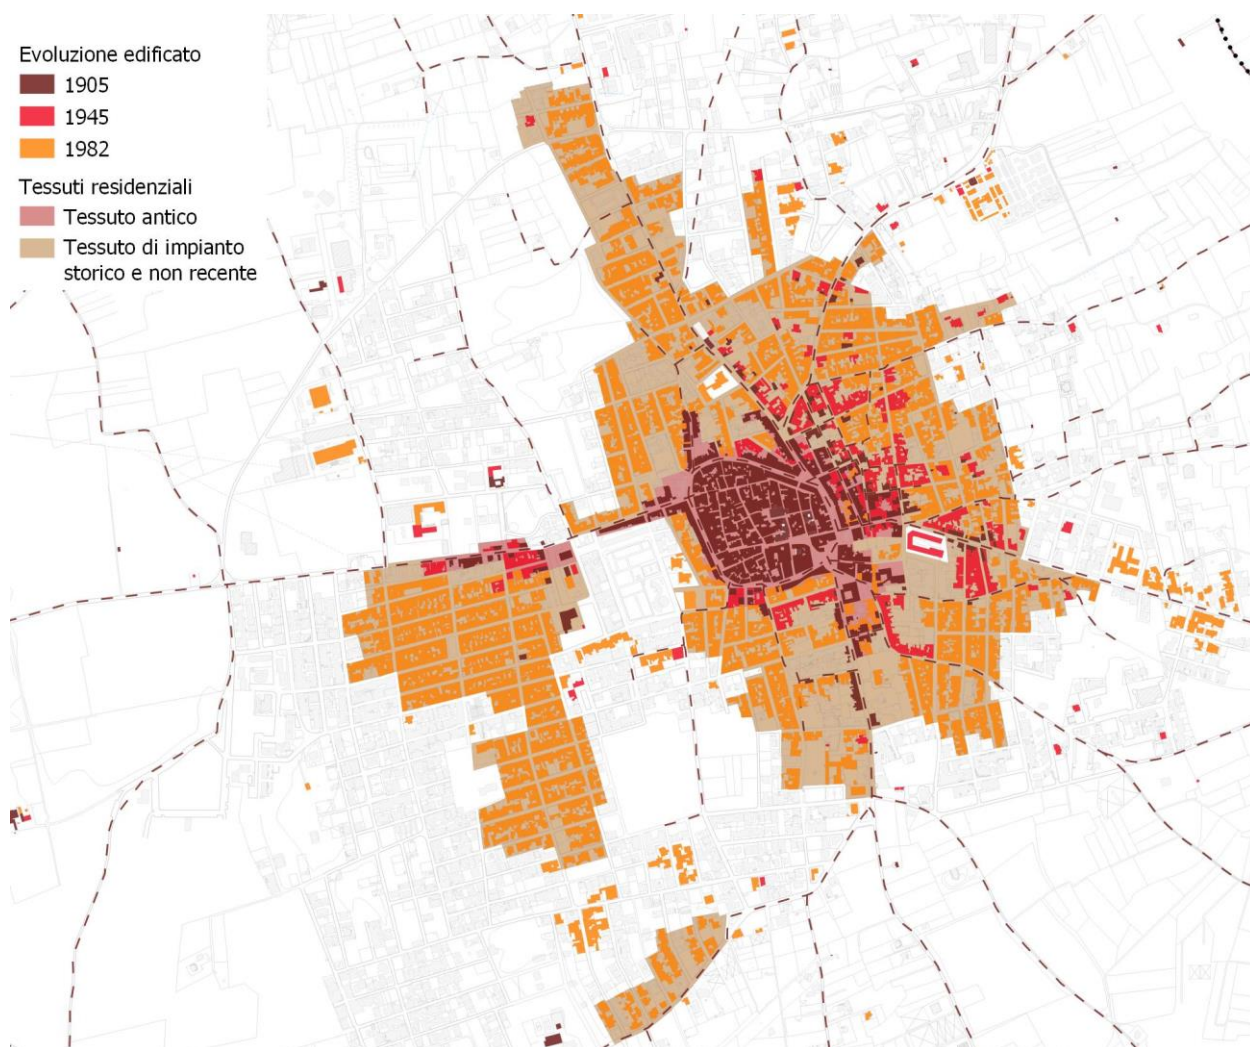 Evoluzione edificato
1905
1945
1982
Tessuti residenziali
Tessuto antico
Tessuto di impianto
storico e non recente